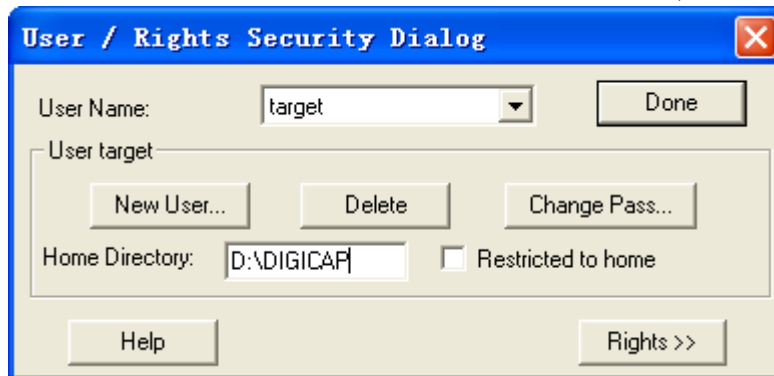 User / Rights Security Dialog
User Name: target Done
User target
New User... Delete Change Pass...
Home Directory: D:\DIGICAP Restricted to home
Help Rights >>